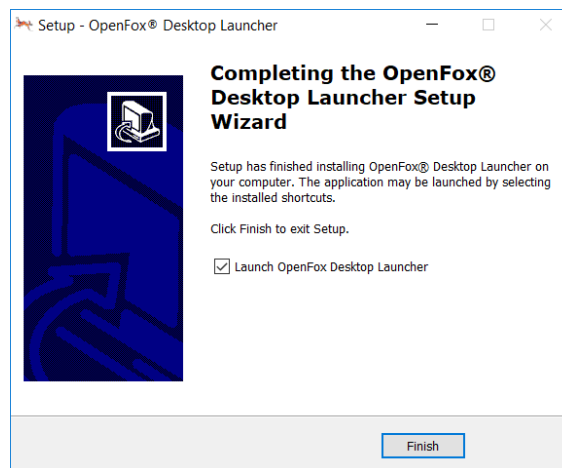 Setup - OpenFox® Desktop Launcher
Completing the OpenFox®
Desktop Launcher Setup
Wizard
Setup has finished installing OpenFox® Desktop Launcher on
your computer. The application may be launched by selecting
the installed shortcuts.
Click Finish to exit Setup.
Launch OpenFox Desktop Launcher
Finish